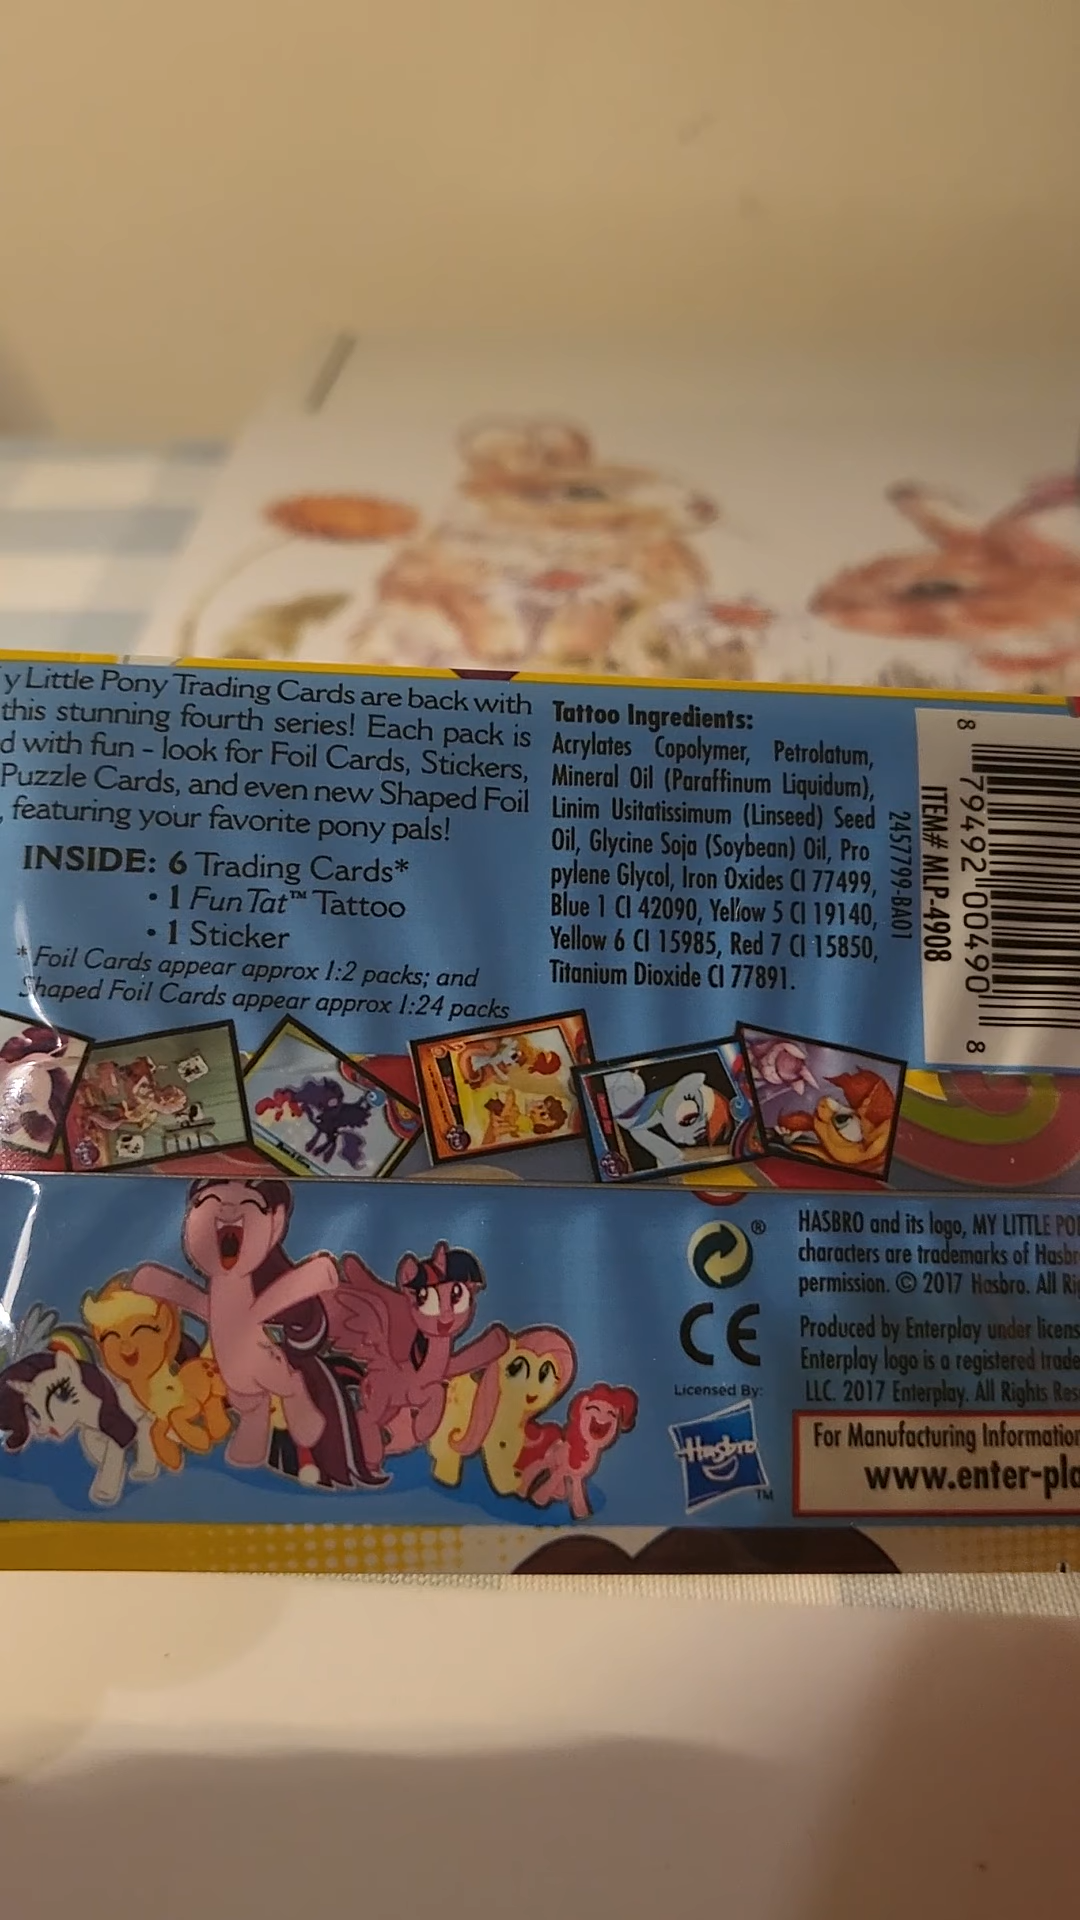 y Little Pony Trading Cards are back with
this stunning fourth series! Each pack is
d with fun – look for Foil Cards, Stickers,
Puzzle Cards, and even new Shaped Foil
, featuring your favorite pony pals!
INSIDE: 6 Trading Cards*
• 1 FunTat™ Tattoo
• 1 Sticker
* Foil Cards appear approx 1:2 packs; and
Shaped Foil Cards appear approx 1:24 packs
Tattoo Ingredients:
Acrylates Copolymer, Petrolatum,
Mineral Oil (Paraffinum Liquidum),
Linim Usitatissimum (Linseed) Seed
Oil, Glycine Soja (Soybean) Oil, Pro
pylene Glycol, Iron Oxides CI 77499,
Blue 1 CI 42090, Yellow 5 CI 19140,
Yellow 6 CI 15985, Red 7 CI 15850,
Titanium Dioxide CI 77891.
2457799-BA01
ITEM# MLP-4908
8 79492 00490 8
®
CE
Licensed By:
Hasbro
TM
HASBRO and its logo, MY LITTLE PO
characters are trademarks of Hasbr
permission. © 2017 Hasbro. All Ri
Produced by Enterplay under licens
Enterplay logo is a registered trade
LLC. 2017 Enterplay. All Rights Res
For Manufacturing Information
www.enter-pla